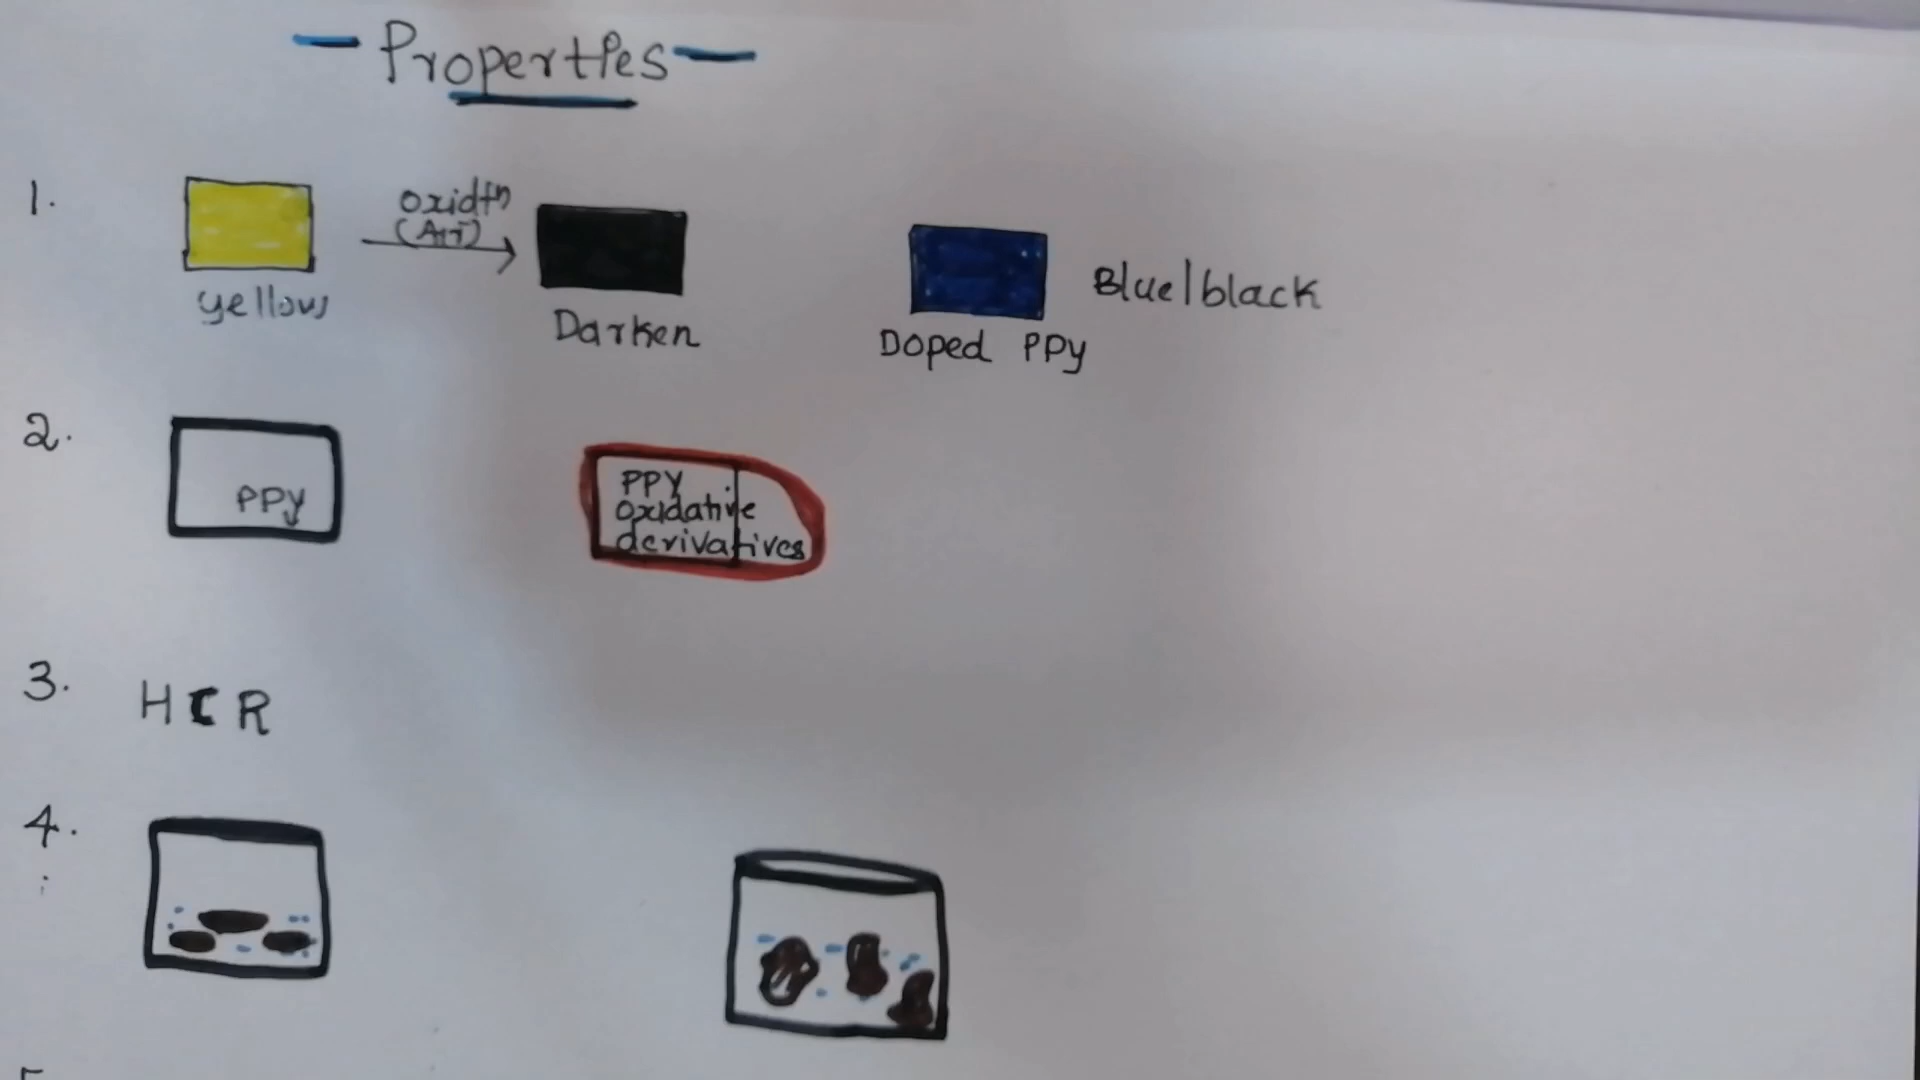 Properties
1.
oxidtn
(Air)
yellow
Darken
Doped PPy
Blue/black
2.
PPy
PPY
oxidative
derivatives
3.
HCR
4.